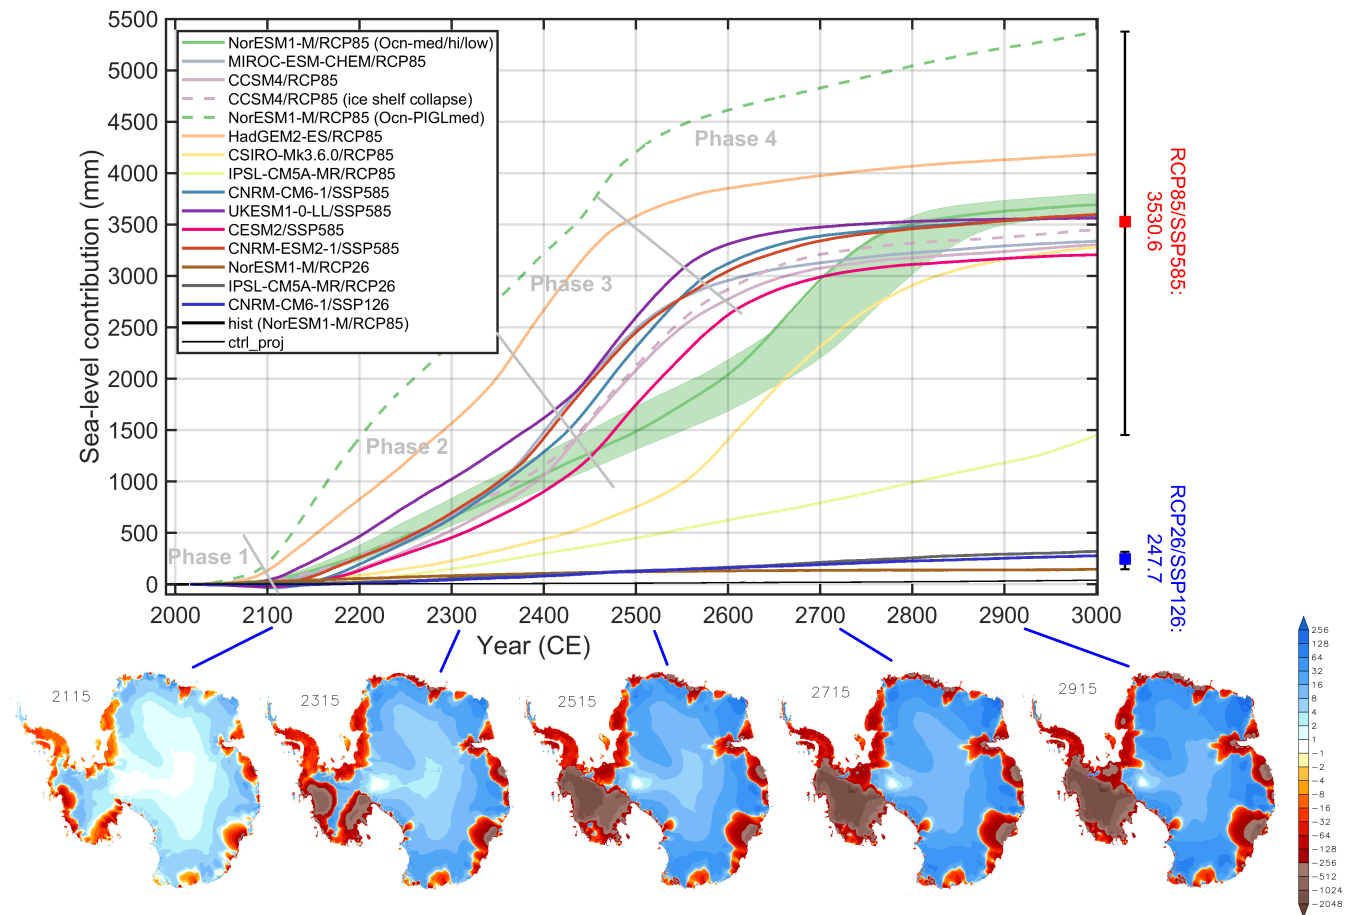 5500
5000
4500
4000
3500
3000
2500
2000
1500
1000
500
0
Sea-level contribution (mm)
NorESM1-M/RCP85 (Ocn-med/hi/low)
MIROC-ESM-CHEM/RCP85
CCSM4/RCP85
CCSM4/RCP85 (ice shelf collapse)
NorESM1-M/RCP85 (Ocn-PIGLmed)
HadGEM2-ES/RCP85
CSIRO-Mk3.6.0/RCP85
IPSL-CM5A-MR/RCP85
CNRM-CM6-1/SSP585
UKESM1-0-LL/SSP585
CESM2/SSP585
CNRM-ESM2-1/SSP585
NorESM1-M/RCP26
IPSL-CM5A-MR/RCP26
CNRM-CM6-1/SSP126
hist (NorESM1-M/RCP85)
ctrl_proj
Phase 4
Phase 3
Phase 2
Phase 1
RCP85/SSP585:
3530.6
RCP26/SSP126:
247.7
2000 2100 2200 2300 2400 2500 2600 2700 2800 2900 3000
Year (CE)
2115
2315
2515
2715
2915
256
128
64
32
16
8
4
2
1
−1
−2
−4
−8
−16
−32
−64
−128
−256
−512
−1024
−2048